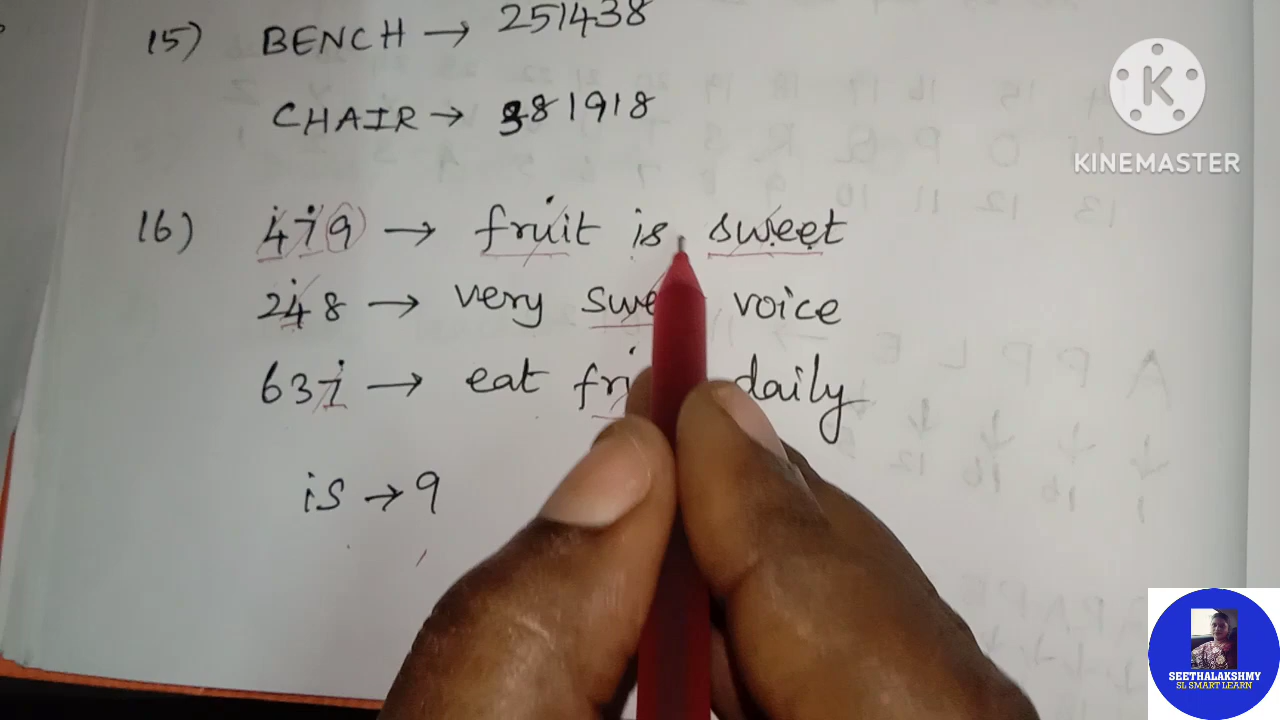 15) BENCH → 251438
CHAIR → 381918
KINEMASTER
16) 479 → fruit is sweet
248 → very swe voice
637 → eat daily
is → 9
SEETHALAKSHMY
SL SMART LEARN